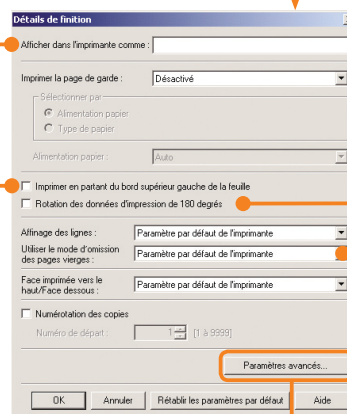 Détails de finition
Afficher dans l'imprimante comme :
Imprimer la page de garde : Désactivé
Sélectionner par
Alimentation papier
Type de papier
Alimentation papier : Auto
Imprimer en partant du bord supérieur gauche de la feuille
Rotation des données d'impression de 180 degrés
Affinage des lignes : Paramètre par défaut de l'imprimante
Utiliser le mode d'omission
des pages vierges : Paramètre par défaut de l'imprimante
Face imprimée vers le
haut/Face dessous : Paramètre par défaut de l'imprimante
Numérotation des copies
Numéro de départ : 1 [1 à 9999]
Paramètres avancés...
OK Annuler Rétablir les paramètres par défaut Aide